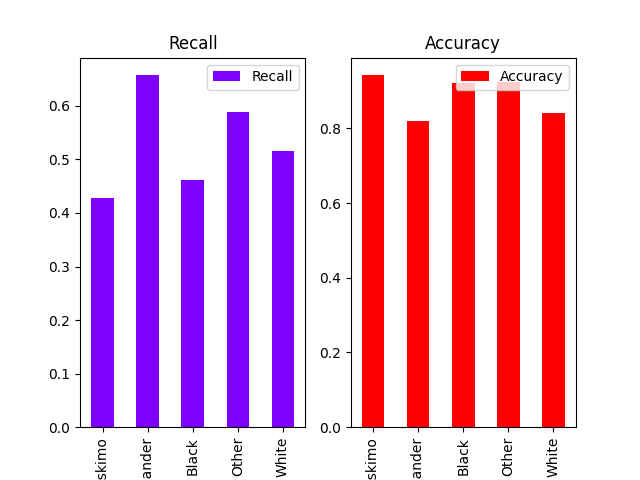 Recall
Accuracy
Recall
Accuracy
0.6
0.5
0.4
0.3
0.2
0.1
0.0
0.8
0.6
0.4
0.2
0.0
skimo
ander
Black
Other
White
skimo
ander
Black
Other
White